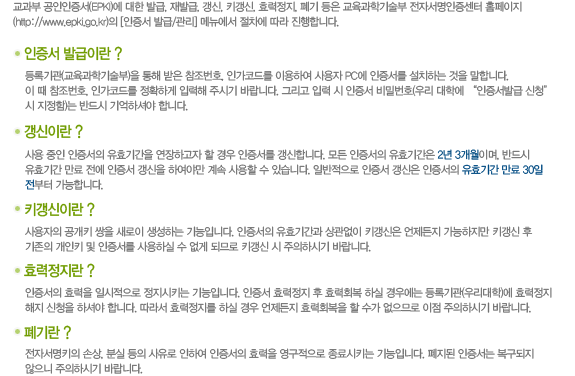 교과부 공인인증서(EPKI)에 대한 발급, 재발급, 갱신, 키갱신, 효력정지, 폐기 등은 교육과학기술부 전자서명인증센터 홈페이지
(http://www.epki.go.kr)의 [인증서 발급/관리] 메뉴에서 절차에 따라 진행합니다.
인증서 발급이란 ?
등록기관(교육과학기술부)을 통해 받은 참조번호, 인가코드를 이용하여 사용자 PC에 인증서를 설치하는 것을 말합니다.
이 때 참조번호, 인가코드를 정확하게 입력해 주시기 바랍니다. 그리고 입력 시 인증서 비밀번호(우리 대학에 “인증서발급 신청”
시 지정함)는 반드시 기억하셔야 합니다.
갱신이란 ?
사용 중인 인증서의 유효기간을 연장하고자 할 경우 인증서를 갱신합니다. 모든 인증서의 유효기간은 2년 3개월이며, 반드시
유효기간 만료 전에 인증서 갱신을 하여야만 계속 사용할 수 있습니다. 일반적으로 인증서 갱신은 인증서의 유효기간 만료 30일
전부터 가능합니다.
키갱신이란 ?
사용자의 공개키 쌍을 새로이 생성하는 기능입니다. 인증서의 유효기간과 상관없이 키갱신은 언제든지 가능하지만 키갱신 후
기존의 개인키 및 인증서를 사용하실 수 없게 되므로 키갱신 시 주의하시기 바랍니다.
효력정지란 ?
인증서의 효력을 일시적으로 정지시키는 기능입니다. 인증서 효력정지 후 효력회복 하실 경우에는 등록기관(우리대학)에 효력정지
해지 신청을 하셔야 합니다. 따라서 효력정지를 하실 경우 언제든지 효력회복을 할 수가 없으므로 이점 주의하시기 바랍니다.
폐기란 ?
전자서명키의 손상, 분실 등의 사유로 인하여 인증서의 효력을 영구적으로 종료시키는 기능입니다. 폐지된 인증서는 복구되지
않으니 주의하시기 바랍니다.